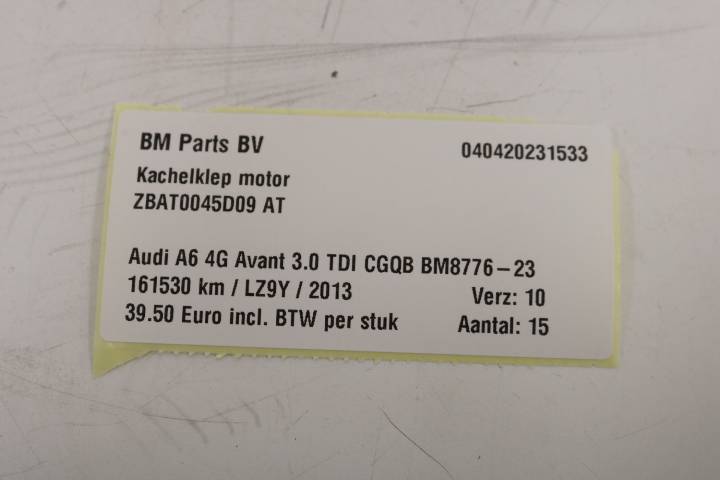 BM Parts BV 040420231533
Kachelklep motor
ZBAT0045D09 AT
Audi A6 4G Avant 3.0 TDI CGQB BM8776-23
161530 km / LZ9Y / 2013 Verz: 10
39.50 Euro incl. BTW per stuk Aantal: 15